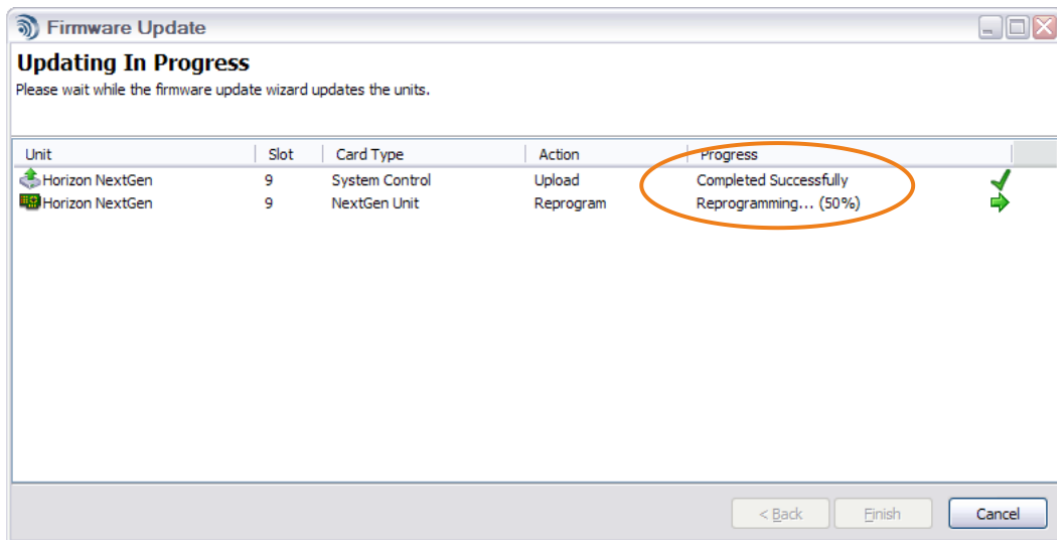 Firmware Update
Updating In Progress
Please wait while the firmware update wizard updates the units.
Unit Slot Card Type Action Progress
Horizon NextGen 9 System Control Upload Completed Successfully
Horizon NextGen 9 NextGen Unit Reprogram Reprogramming... (50%)
< Back Finish Cancel